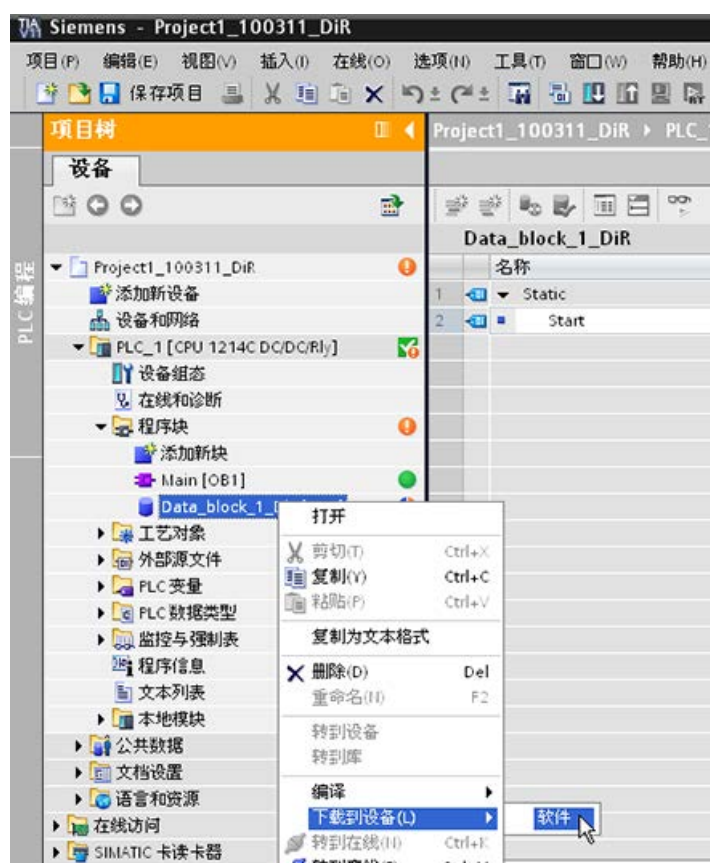 Siemens - Project1_100311_DiR
项目(P) 编辑(E) 视图(V) 插入(I) 在线(O) 选项(N) 工具(T) 窗口(W) 帮助(H)
保存项目
项目树
Project1_100311_DiR ▸ PLC_
设备
PLC 编程
Data_block_1_DiR
名称
1 Static
2 Start
Project1_100311_DiR
添加新设备
设备和网络
PLC_1 [CPU 1214C DC/DC/Rly]
设备组态
在线和诊断
程序块
添加新块
Main [OB1]
Data_block_1_
工艺对象
外部源文件
PLC 变量
PLC 数据类型
监控与强制表
程序信息
文本列表
本地模块
公共数据
文档设置
语言和资源
在线访问
SIMATIC 卡读卡器
打开
剪切(T) Ctrl+X
复制(Y) Ctrl+C
粘贴(P) Ctrl+V
复制为文本格式
删除(D) Del
重命名(N) F2
转到设备
转到库
编译
下载到设备(L)
软件
转到在线(N) Ctrl+K